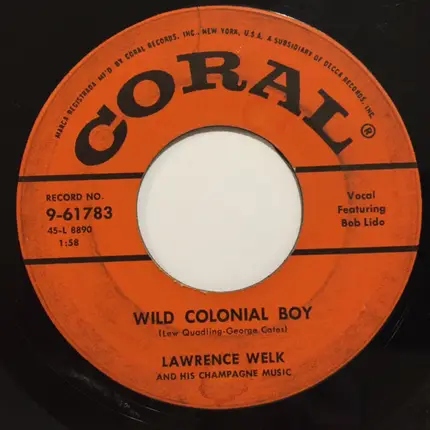 MARCA REGISTRADA MF'D BY CORAL RECORDS, INC., NEW YORK, U.S.A. A SUBSIDIARY OF DECCA RECORDS, INC.
CORAL®
RECORD NO.
9-61783
45-L 8890
1:58
Vocal
Featuring
Bob Lido
WILD COLONIAL BOY
(Lew Quadling-George Cates)
LAWRENCE WELK
AND HIS CHAMPAGNE MUSIC